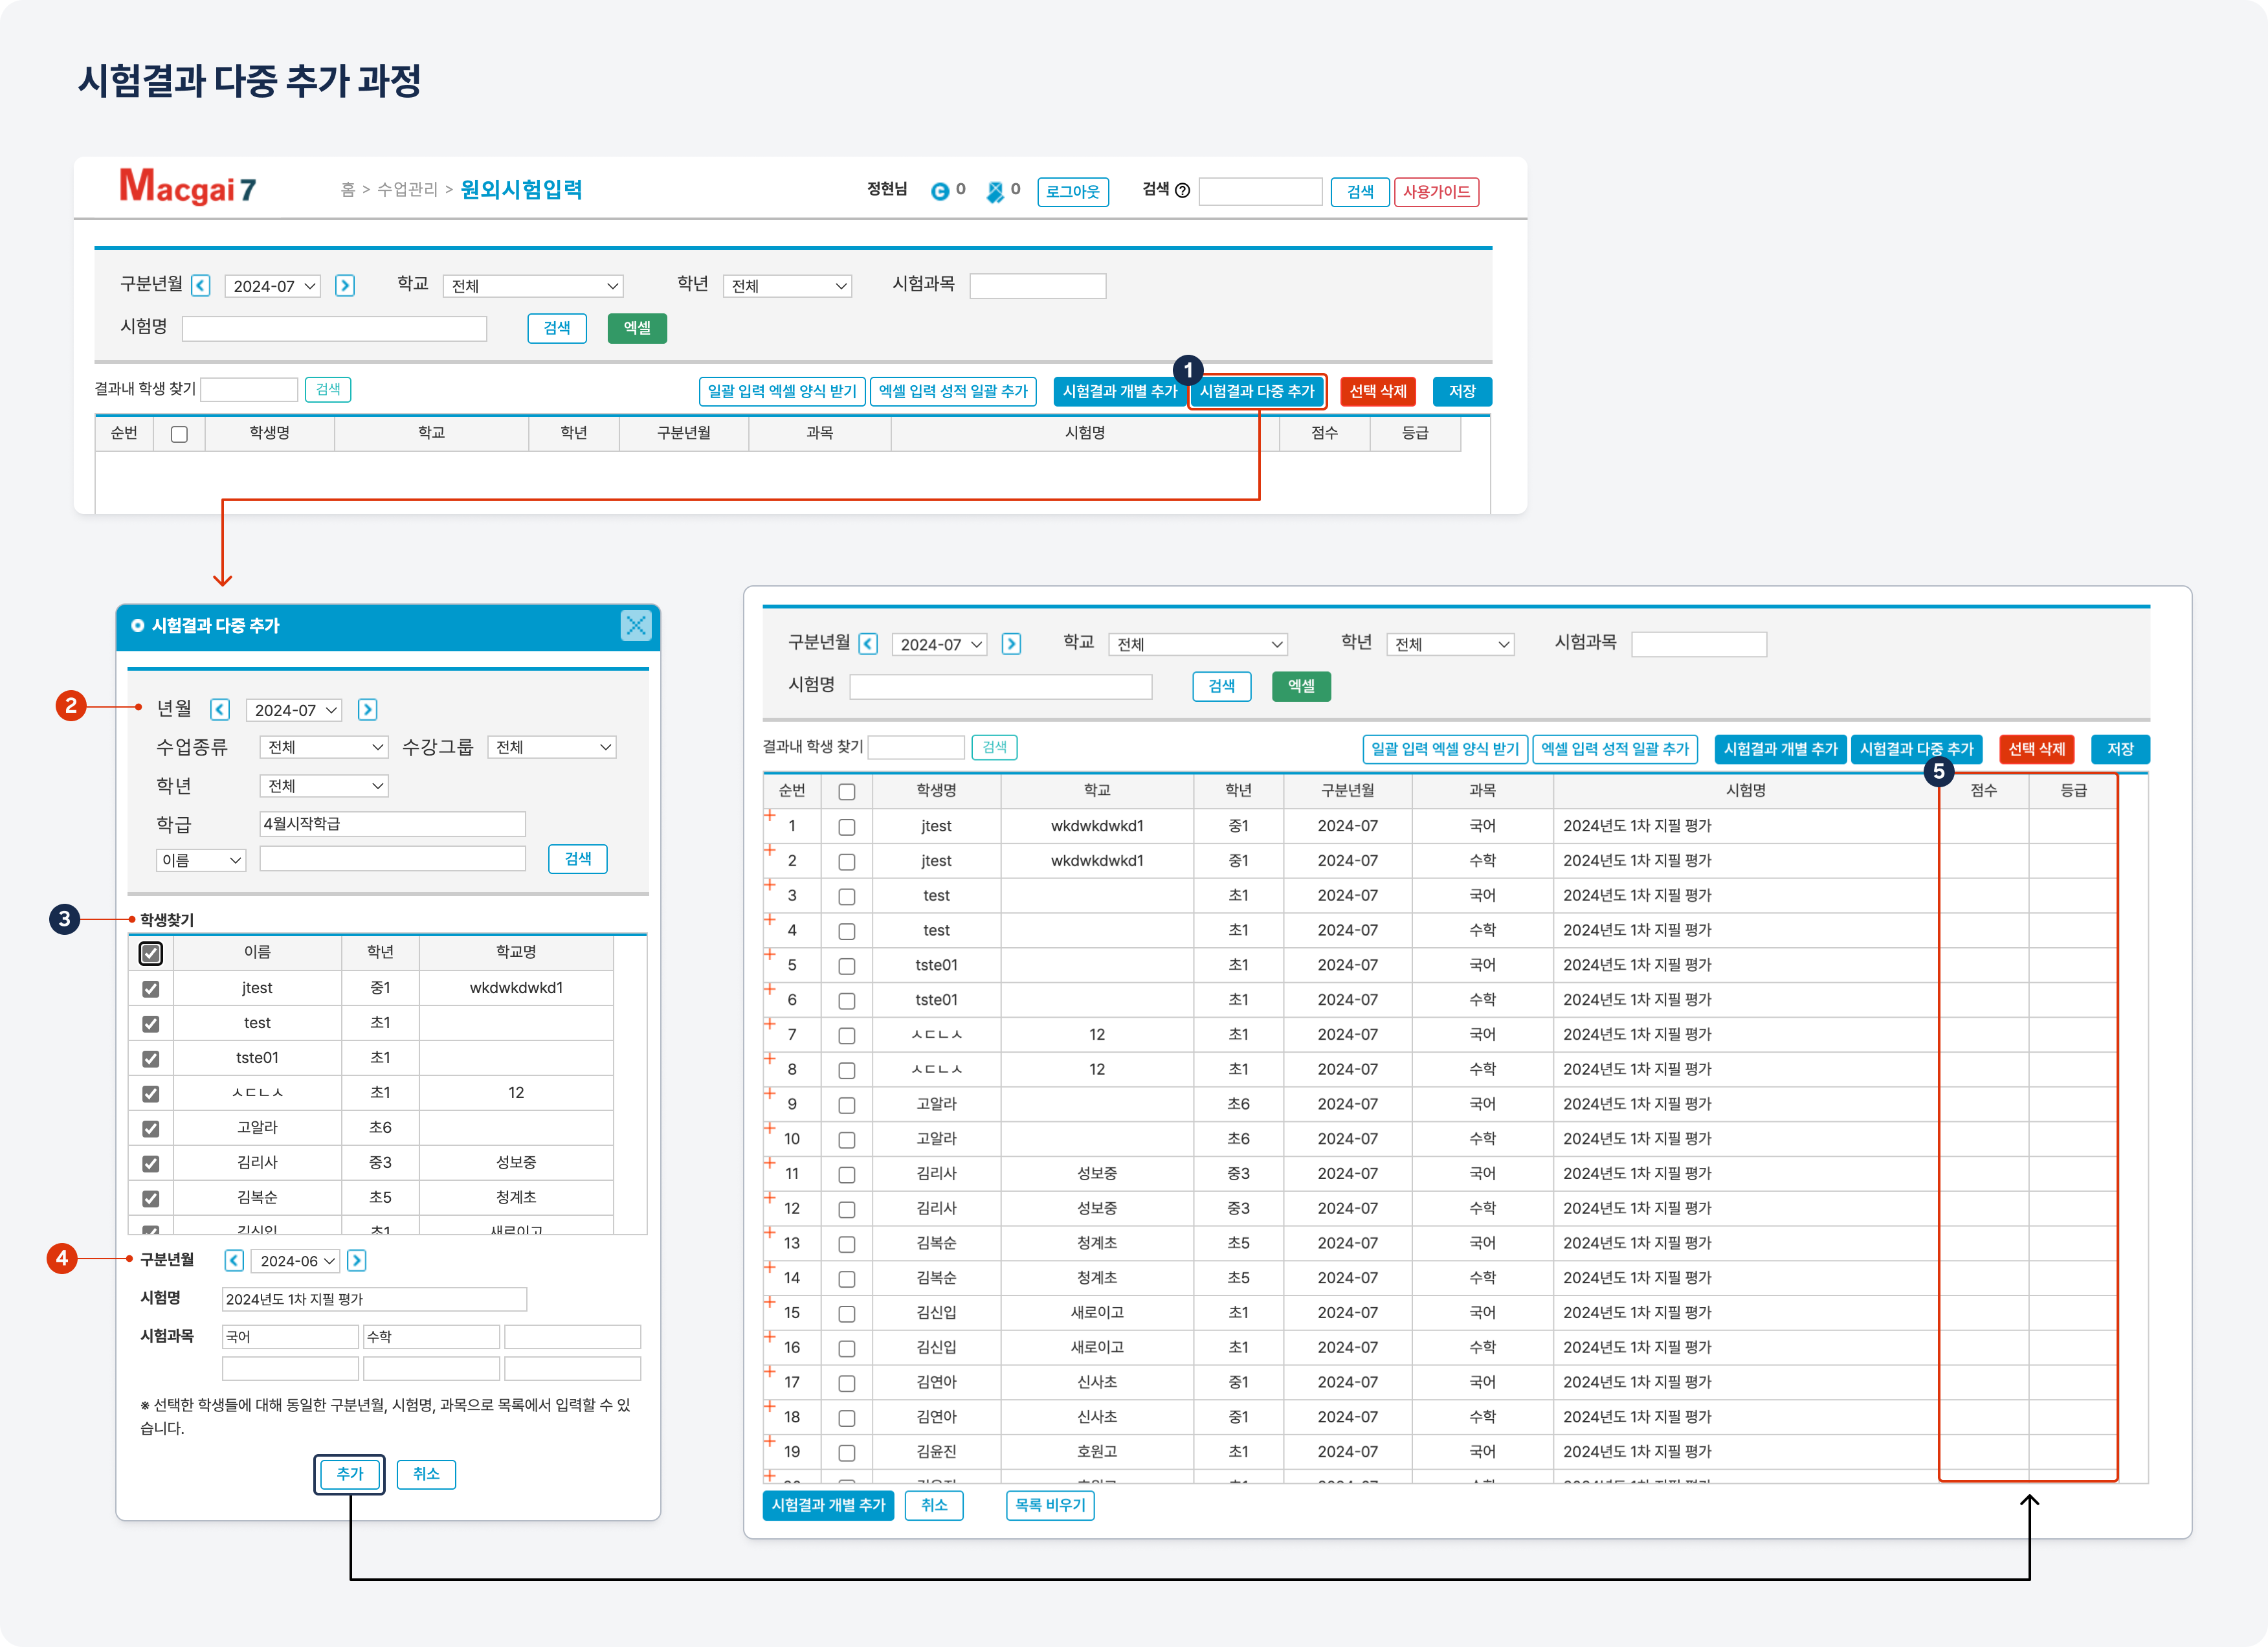 시험결과 다중 추가 과정
Macgai 7 홈 > 수업관리 > 원외시험입력 정현님 0 0 로그아웃 검색 검색 사용가이드
구분년월 2024-07 학교 전체 학년 전체 시험과목
시험명 검색 엑셀
1
결과내 학생 찾기 검색 일괄 입력 엑셀 양식 받기 엑셀 입력 성적 일괄 추가 시험결과 개별 추가 시험결과 다중 추가 선택 삭제 저장
순번 학생명 학교 학년 구분년월 과목 시험명 점수 등급
시험결과 다중 추가
2 년월 2024-07
수업종류 전체 수강그룹 전체
학년 전체
학급 4월시작학급
이름 검색
3 학생찾기
이름 학년 학교명
jtest 중1 wkdwkdwkd1
test 초1
tste01 초1
ㅅㄷㄴㅅ 초1 12
고알라 초6
김리사 중3 성보중
김복순 초5 청계초
김신입 초1 새로이고
4 구분년월 2024-06
시험명 2024년도 1차 지필 평가
시험과목 국어 수학
※ 선택한 학생들에 대해 동일한 구분년월, 시험명, 과목으로 목록에서 입력할 수 있
습니다.
추가 취소
구분년월 2024-07 학교 전체 학년 전체 시험과목
시험명 검색 엑셀
결과내 학생 찾기 검색 일괄 입력 엑셀 양식 받기 엑셀 입력 성적 일괄 추가 시험결과 개별 추가 시험결과 다중 추가 선택 삭제 저장
5
순번 학생명 학교 학년 구분년월 과목 시험명 점수 등급
1 jtest wkdwkdwkd1 중1 2024-07 국어 2024년도 1차 지필 평가
2 jtest wkdwkdwkd1 중1 2024-07 수학 2024년도 1차 지필 평가
3 test 초1 2024-07 국어 2024년도 1차 지필 평가
4 test 초1 2024-07 수학 2024년도 1차 지필 평가
5 tste01 초1 2024-07 국어 2024년도 1차 지필 평가
6 tste01 초1 2024-07 수학 2024년도 1차 지필 평가
7 ㅅㄷㄴㅅ 12 초1 2024-07 국어 2024년도 1차 지필 평가
8 ㅅㄷㄴㅅ 12 초1 2024-07 수학 2024년도 1차 지필 평가
9 고알라 초6 2024-07 국어 2024년도 1차 지필 평가
10 고알라 초6 2024-07 수학 2024년도 1차 지필 평가
11 김리사 성보중 중3 2024-07 국어 2024년도 1차 지필 평가
12 김리사 성보중 중3 2024-07 수학 2024년도 1차 지필 평가
13 김복순 청계초 초5 2024-07 국어 2024년도 1차 지필 평가
14 김복순 청계초 초5 2024-07 수학 2024년도 1차 지필 평가
15 김신입 새로이고 초1 2024-07 국어 2024년도 1차 지필 평가
16 김신입 새로이고 초1 2024-07 수학 2024년도 1차 지필 평가
17 김연아 신사초 중1 2024-07 국어 2024년도 1차 지필 평가
18 김연아 신사초 중1 2024-07 수학 2024년도 1차 지필 평가
19 김윤진 호원고 초1 2024-07 국어 2024년도 1차 지필 평가
시험결과 개별 추가 취소 목록 비우기